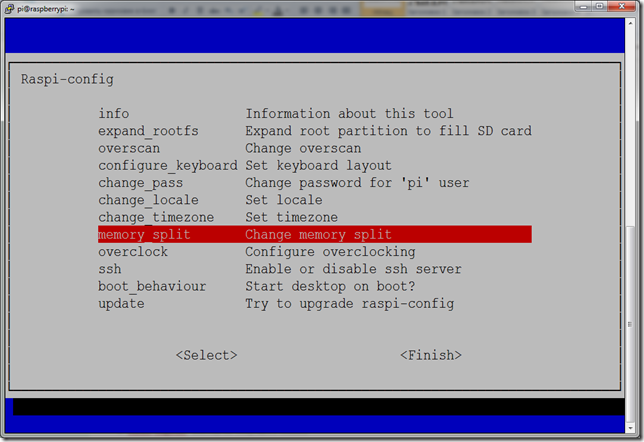 pi@raspberrypi: ~
Raspi-config
info Information about this tool
expand_rootfs Expand root partition to fill SD card
overscan Change overscan
configure_keyboard Set keyboard layout
change_pass Change password for 'pi' user
change_locale Set locale
change_timezone Set timezone
memory_split Change memory split
overclock Configure overclocking
ssh Enable or disable ssh server
boot_behaviour Start desktop on boot?
update Try to upgrade raspi-config
<Select> <Finish>